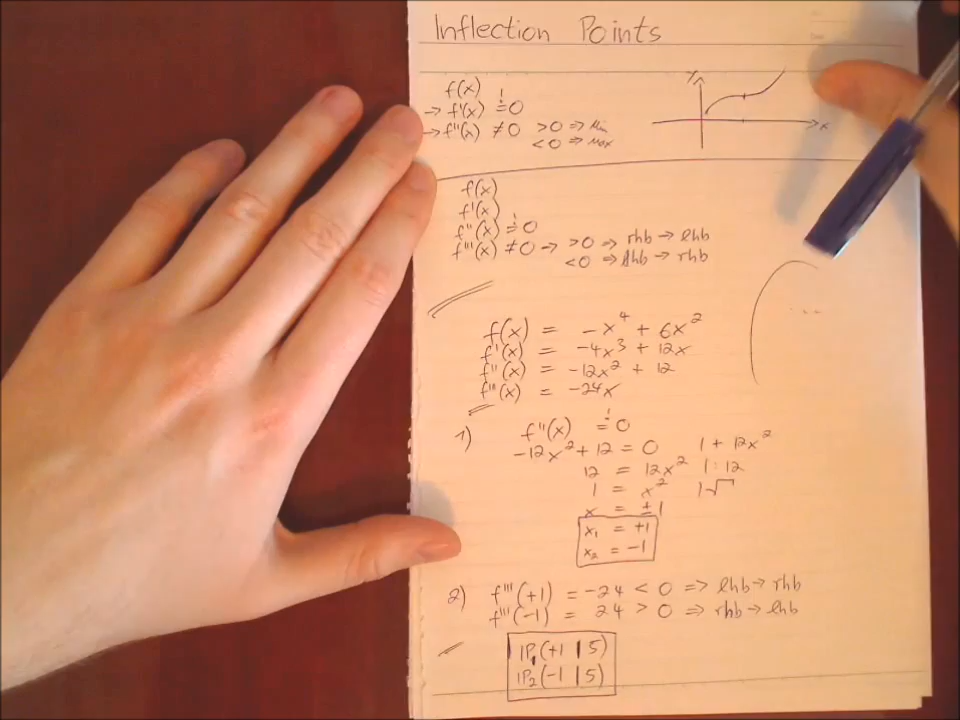 Inflection Points
f(x)
→ f'(x) != 0
→ f''(x) ≠ 0 >0 => Min
<0 => Max
y
x
f(x)
f'(x)
f''(x) != 0
f'''(x) ≠ 0 => >0 => rhb → lhb
<0 => lhb → rhb
f(x) = -x⁴ + 6x²
f'(x) = -4x³ + 12x
f''(x) = -12x² + 12
f'''(x) = -24x
1) f''(x) != 0
-12x² + 12 = 0 | + 12x²
12 = 12x² | : 12
1 = x² | √
x = ±1
x₁ = +1
x₂ = -1
2) f'''(+1) = -24 < 0 => lhb → rhb
f'''(-1) = 24 > 0 => rhb → lhb
IP₁(+1 | 5)
IP₂(-1 | 5)